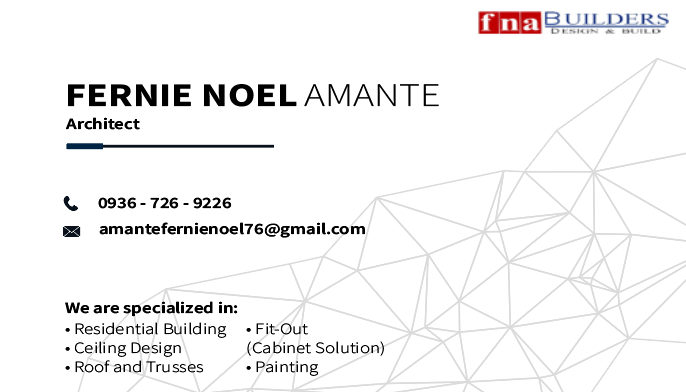 fna BUILDERS
DESIGN & BUILD
FERNIE NOEL AMANTE
Architect
0936 - 726 - 9226
amantefernienoel76@gmail.com
We are specialized in:
• Residential Building
• Ceiling Design
• Roof and Trusses
• Fit-Out
(Cabinet Solution)
• Painting